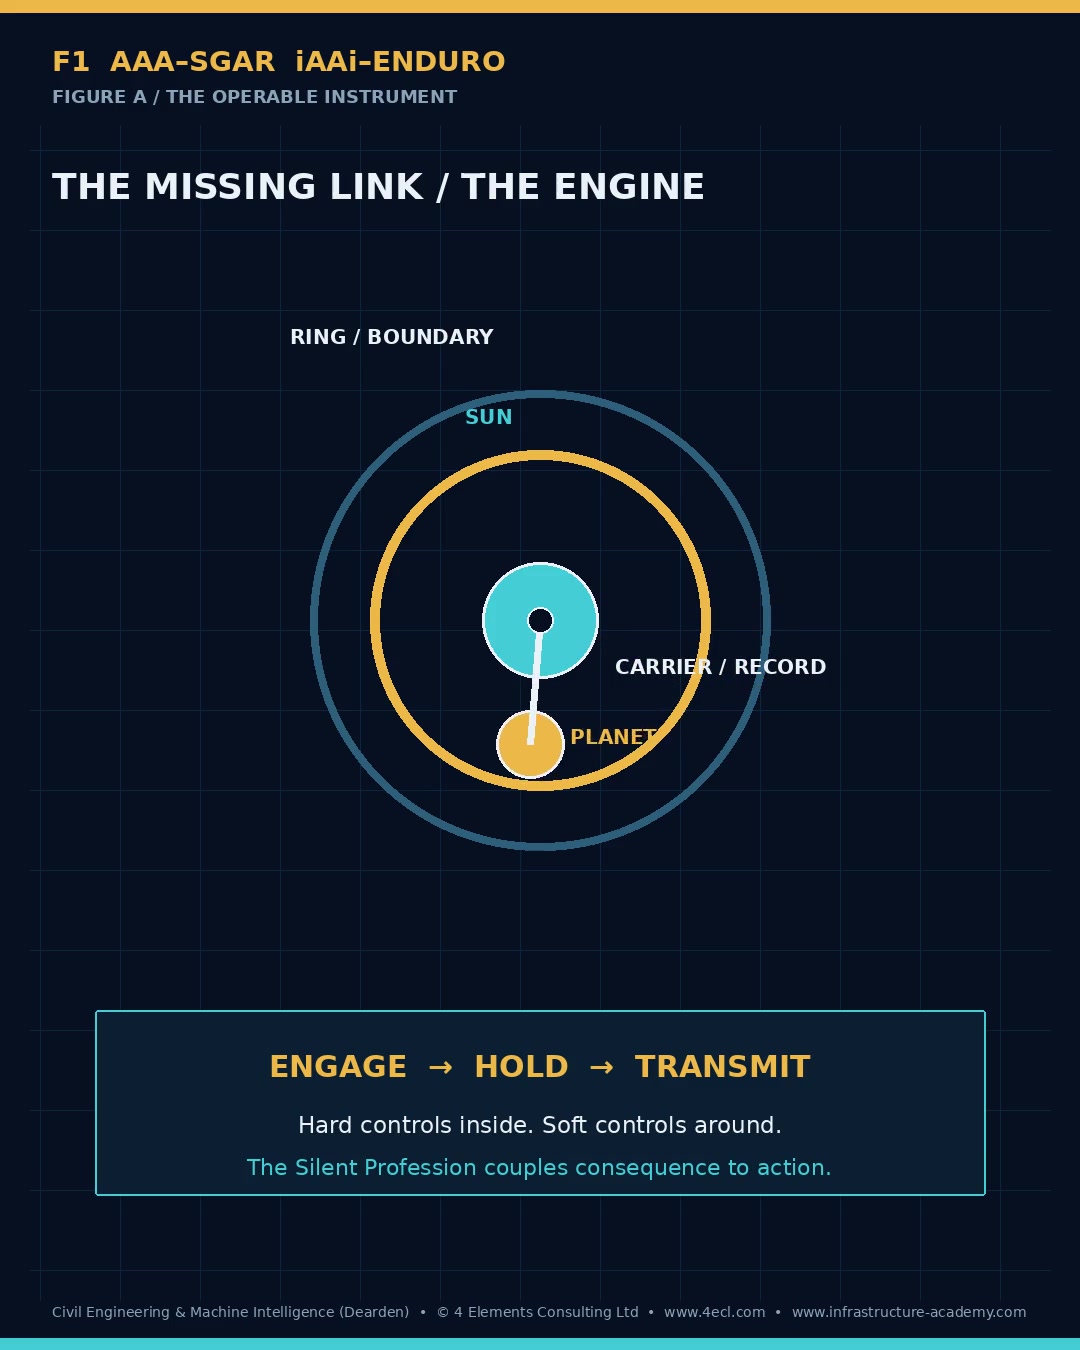 F1 AAA–SGAR iAAi–ENDURO
FIGURE A / THE OPERABLE INSTRUMENT
THE MISSING LINK / THE ENGINE
RING / BOUNDARY
SUN
CARRIER / RECORD
PLANET
ENGAGE → HOLD → TRANSMIT
Hard controls inside. Soft controls around.
The Silent Profession couples consequence to action.
Civil Engineering & Machine Intelligence (Dearden) • © 4 Elements Consulting Ltd • www.4ecl.com • www.infrastructure-academy.com